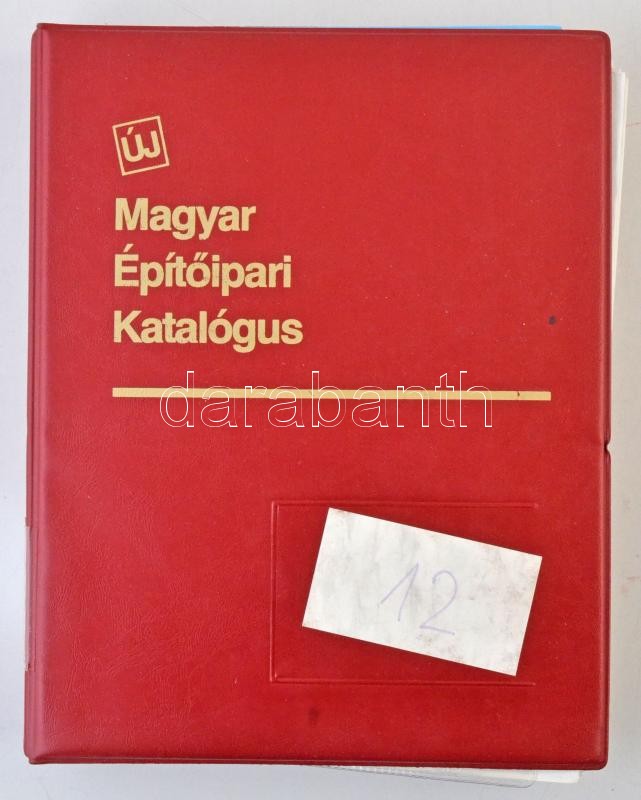 ÚJ
Magyar
Építőipari
Katalógus
darabanth
12